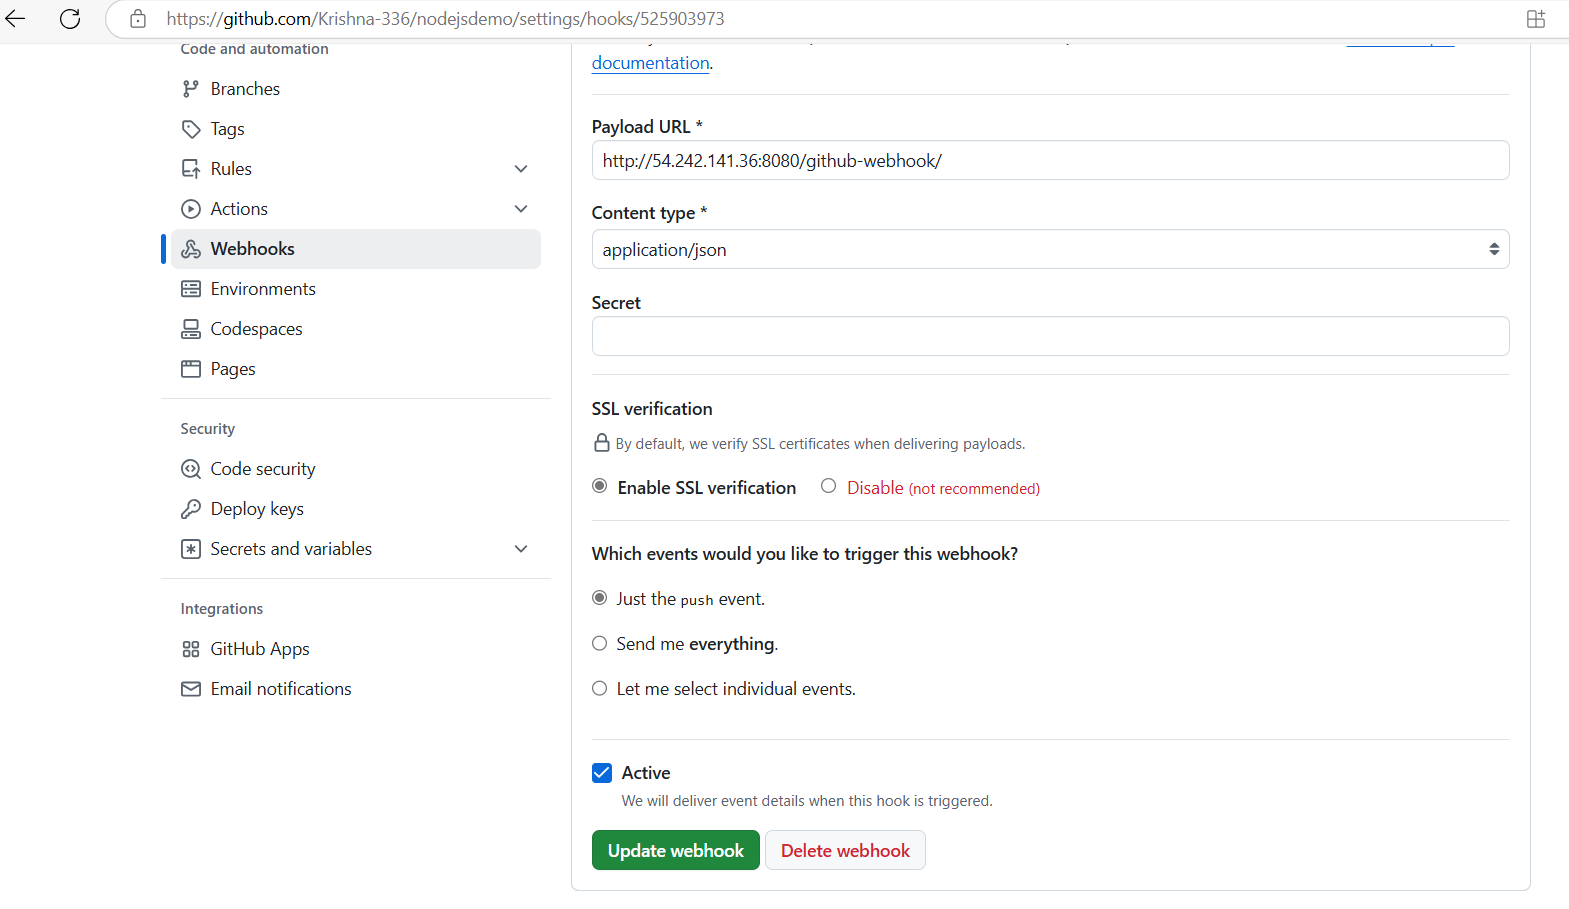 https://github.com/Krishna-336/nodejsdemo/settings/hooks/525903973
Code and automation
Branches
Tags
Rules
Actions
Webhooks
Environments
Codespaces
Pages
Security
Code security
Deploy keys
Secrets and variables
Integrations
GitHub Apps
Email notifications
documentation.
Payload URL *
http://54.242.141.36:8080/github-webhook/
Content type *
application/json
Secret
SSL verification
By default, we verify SSL certificates when delivering payloads.
Enable SSL verification Disable (not recommended)
Which events would you like to trigger this webhook?
Just the push event.
Send me everything.
Let me select individual events.
Active
We will deliver event details when this hook is triggered.
Update webhook Delete webhook